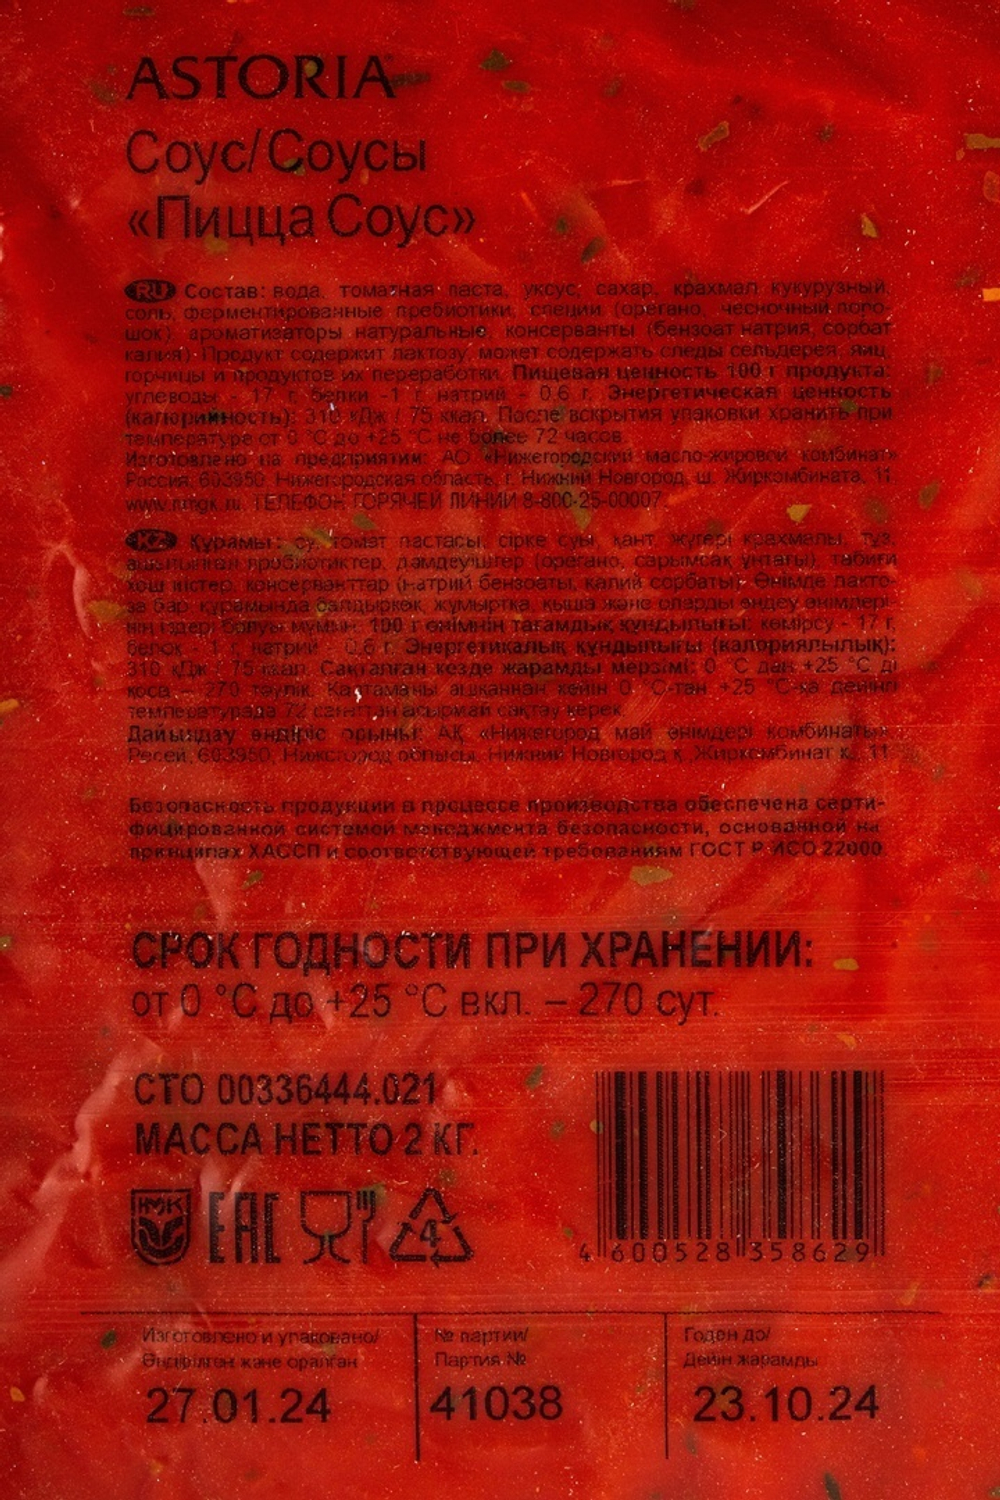 ASTORIA
Соус/Соусы
«Пицца Соус»
RU Состав: вода, томатная паста, уксус, сахар, крахмал кукурузный,
соль, ферментированные пребиотики, специи (орегано, чесночный поро-
шок), ароматизаторы натуральные, консерванты (бензоат натрия, сорбат
калия). Продукт содержит лактозу, может содержать следы сельдерея, яиц,
горчицы и продуктов их переработки. Пищевая ценность 100 г продукта:
углеводы - 17 г, белки -1 г, натрий - 0,6 г. Энергетическая ценность
(калорийность): 310 кДж / 75 ккал. После вскрытия упаковки хранить при
температуре от 0 °С до +25 °С не более 72 часов.
Изготовлено на предприятии: АО «Нижегородский масло-жировой комбинат»
Россия, 603950, Нижегородская область, г. Нижний Новгород, ш. Жиркомбината, 11
www.nmgk.ru. ТЕЛЕФОН ГОРЯЧЕЙ ЛИНИИ 8-800-25-00007.
KZ Құрамы: су, томат пастасы, сірке суы, қант, жүгері крахмалы, тұз,
ашытылған пробиотиктер, дәмдеуіштер (орегано, сарымсақ ұнтағы), табиғи
хош иістер, консерванттар (натрий бензоаты, калий сорбаты). Өнімде лакто-
за бар, құрамында балдыркөк, жұмыртқа, қыша және оларды өңдеу өнімлері-
нің іздері болуы мүмкін. 100 г өнімнің тағамдық құндылығы: көмірсу - 17 г,
белок - 1 г, натрий - 0,6 г. Энергетикалық құндылығы (калориялылық):
310 кДж / 75 ккал. Сақталған кезде жарамды мерзімі: 0 °С дан +25 °С ді
қоса – 270 тәулік. Қаптаманы ашқаннан кейін 0 °С-тан +25 °С-қа дейінгі
температурада 72 сағаттан асырмай сақтау керек.
Дайындау өндіріс орыны: АҚ «Нижегород май өнімдері комбинаты»,
Ресей, 603950, Нижегород облысы, Нижний Новгород қ., Жиркомбинат к., 11
Безопасность продукции в процессе производства обеспечена серти-
фицированной системой менеджмента безопасности, основанной на
принципах ХАССП и соответствующей требованиям ГОСТ Р ИСО 22000.
СРОК ГОДНОСТИ ПРИ ХРАНЕНИИ:
от 0 °С до +25 °С вкл. – 270 сут.
СТО 00336444.021
МАССА НЕТТО 2 КГ.
НМЖК EAC 4
4 600528 358629
Изготовлено и упаковано/
Өндірілген және оралған
27.01.24
№ партии/
Партия №
41038
Годен до/
Дейін жарамды
23.10.24